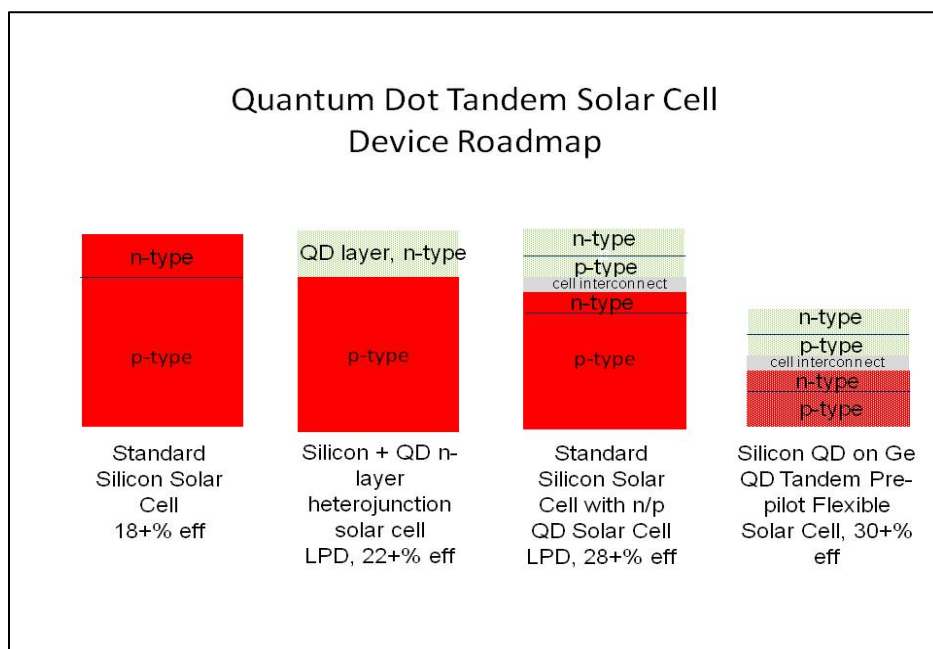 Quantum Dot Tandem Solar Cell
Device Roadmap
n-type
p-type
Standard
Silicon Solar
Cell
18+% eff
QD layer, n-type
p-type
Silicon + QD n-
layer
heterojunction
solar cell
LPD, 22+% eff
n-type
p-type
cell interconnect
n-type
p-type
Standard
Silicon Solar
Cell with n/p
QD Solar Cell
LPD, 28+% eff
n-type
p-type
cell interconnect
n-type
p-type
Silicon QD on Ge
QD Tandem Pre-
pilot Flexible
Solar Cell, 30+%
eff